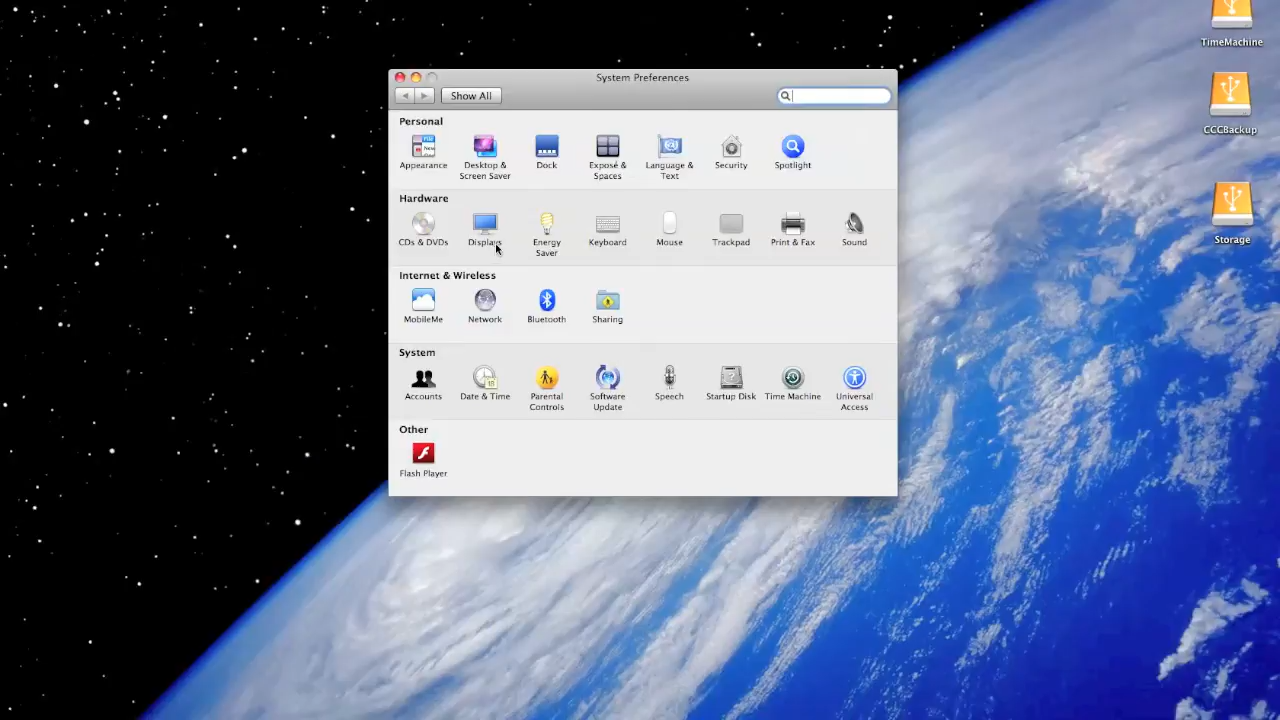 System Preferences
Show All
Personal
Appearance
Desktop &
Screen Saver
Dock
Exposé &
Spaces
Language &
Text
Security
Spotlight
Hardware
CDs & DVDs
Displays
Energy
Saver
Keyboard
Mouse
Trackpad
Print & Fax
Sound
Internet & Wireless
MobileMe
Network
Bluetooth
Sharing
System
Accounts
Date & Time
Parental
Controls
Software
Update
Speech
Startup Disk
Time Machine
Universal
Access
Other
Flash Player
TimeMachine
CCCBackup
Storage